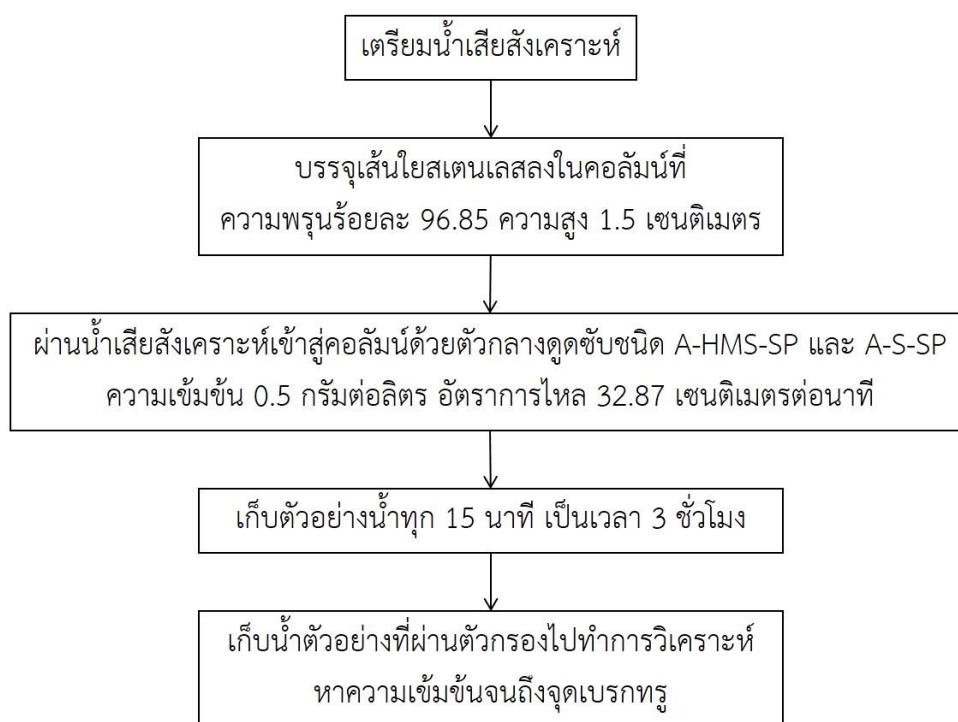 เตรียมน้ำเสียสังเคราะห์
บรรจุเส้นใยสเตนเลสลงในคอลัมน์ที่
ความพรุนร้อยละ 96.85 ความสูง 1.5 เซนติเมตร
ผ่านน้ำเสียสังเคราะห์เข้าสู่คอลัมน์ด้วยตัวกลางดูดซับชนิด A-HMS-SP และ A-S-SP
ความเข้มข้น 0.5 กรัมต่อลิตร อัตราการไหล 32.87 เซนติเมตรต่อนาที
เก็บตัวอย่างน้ำทุก 15 นาที เป็นเวลา 3 ชั่วโมง
เก็บน้ำตัวอย่างที่ผ่านตัวกรองไปทำการวิเคราะห์
หาความเข้มข้นจนถึงจุดเบรกทรู